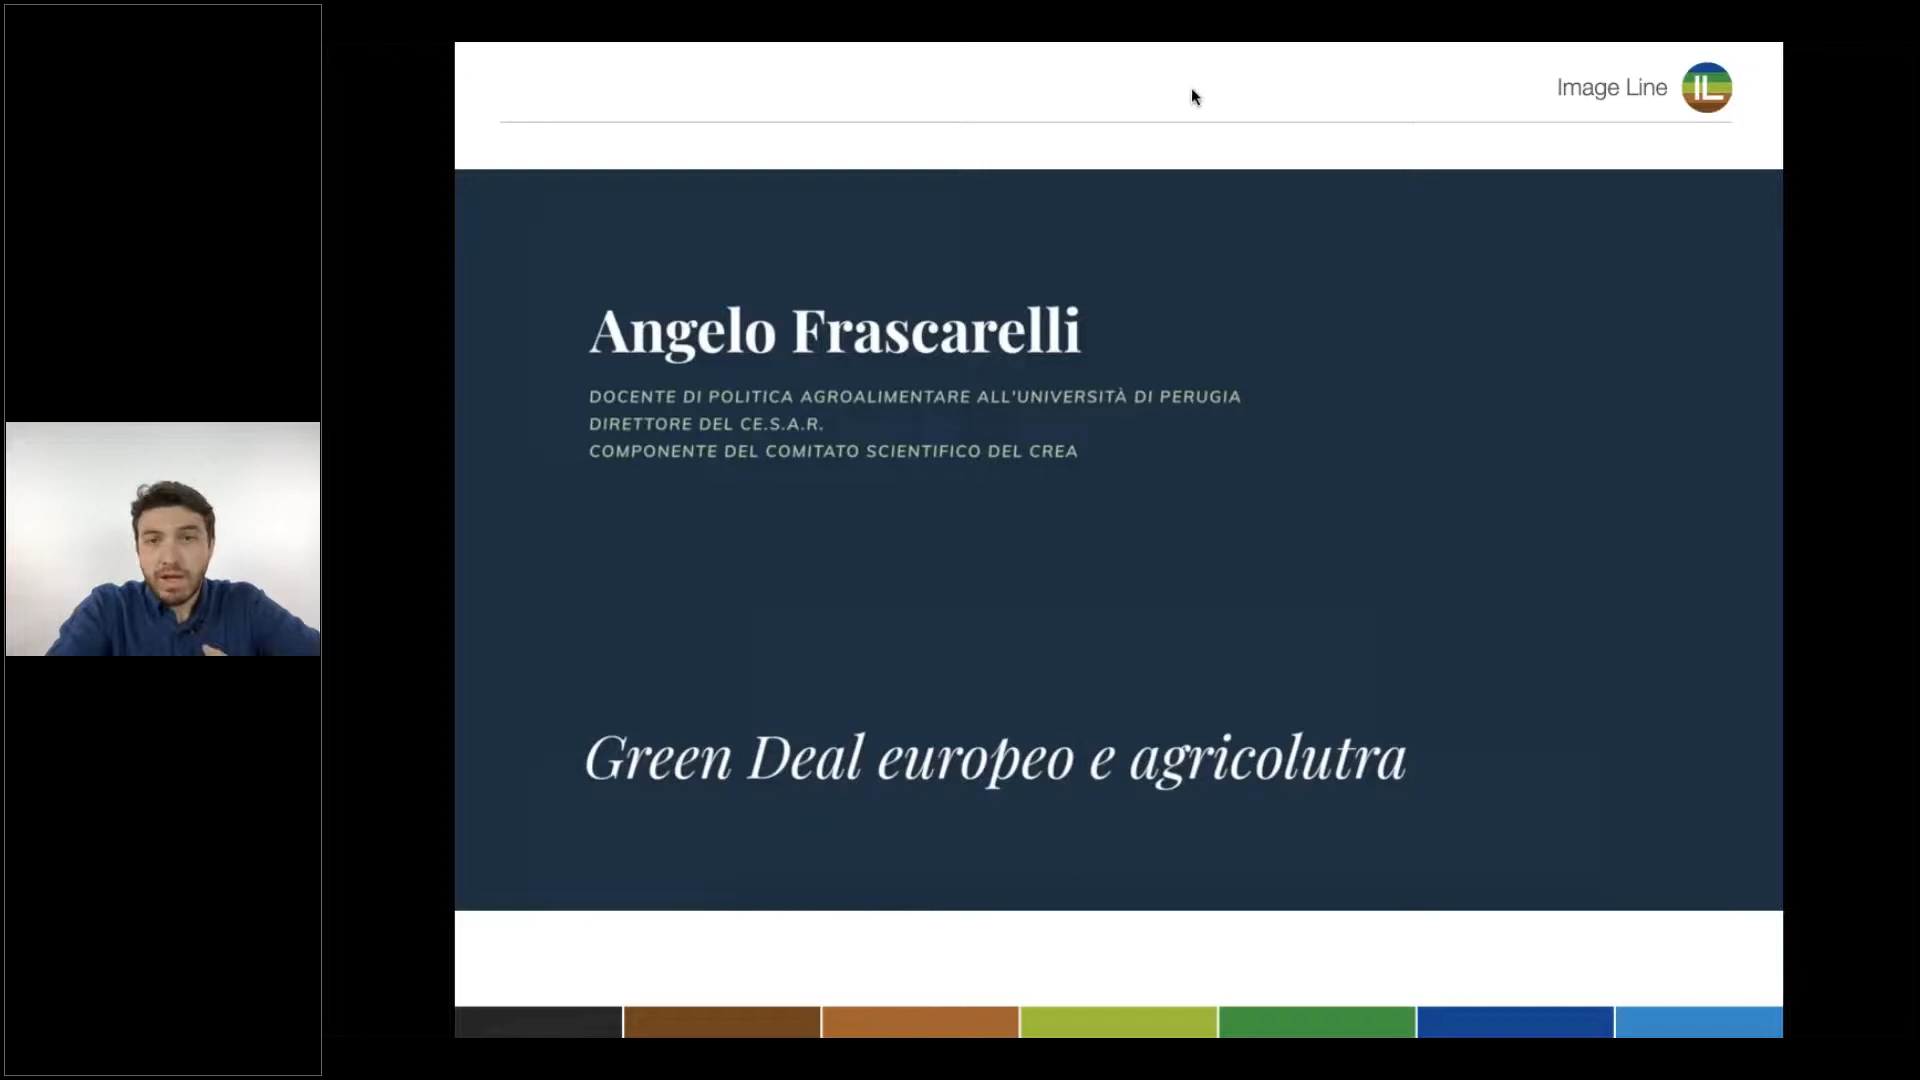 Image Line
IL
Angelo Frascarelli
DOCENTE DI POLITICA AGROALIMENTARE ALL'UNIVERSITÀ DI PERUGIA
DIRETTORE DEL CE.S.A.R.
COMPONENTE DEL COMITATO SCIENTIFICO DEL CREA
Green Deal europeo e agricolutra